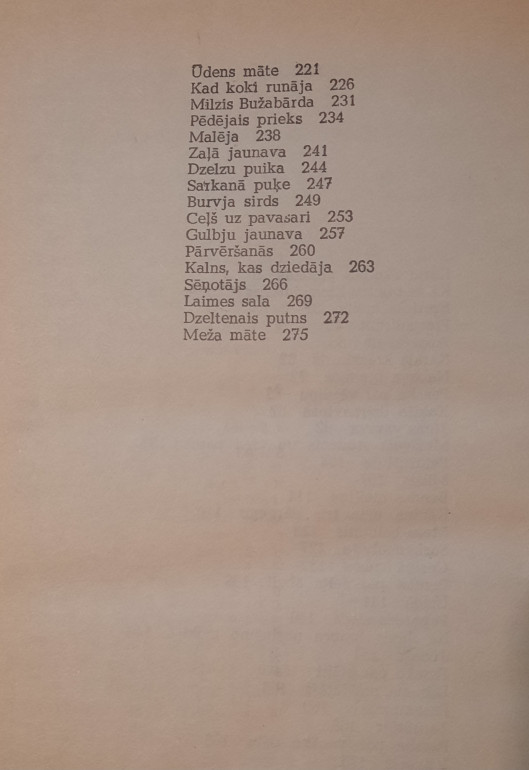 Ūdens māte 221
Kad koki runāja 226
Milzis Bužabārda 231
Pēdējais prieks 234
Malēja 238
Zaļā jaunava 241
Dzelzu puika 244
Sarkanā puķe 247
Burvja sirds 249
Ceļš uz pavasari 253
Gulbju jaunava 257
Pārvēršanās 260
Kalns, kas dziedāja 263
Sēņotājs 266
Laimes sala 269
Dzeltenais putns 272
Meža māte 275